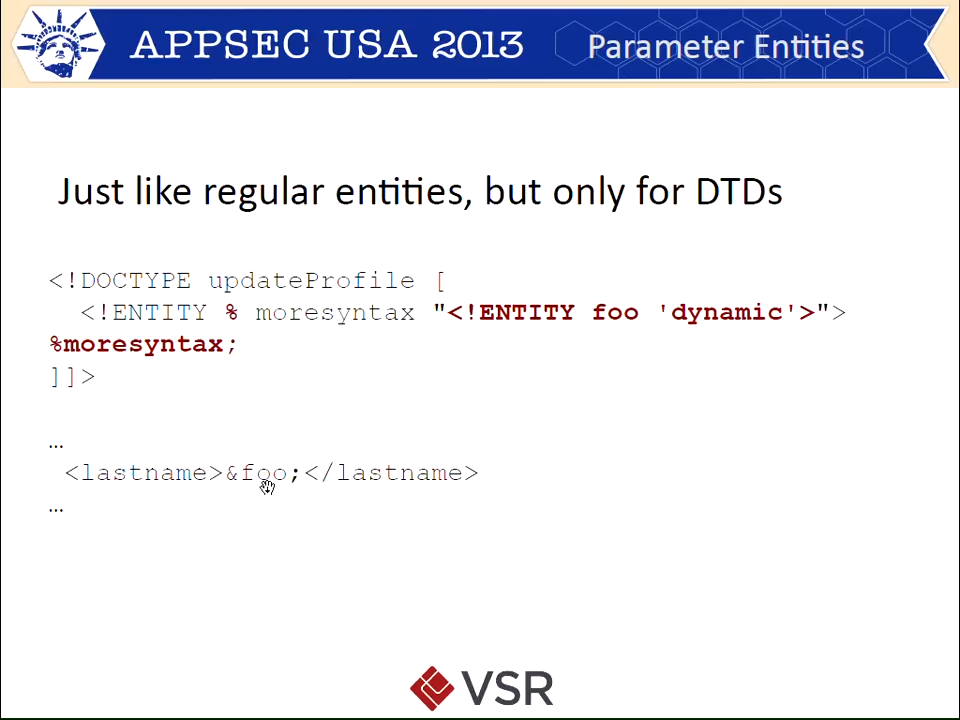 APPSEC USA 2013
Parameter Entities
Just like regular entities, but only for DTDs
<!DOCTYPE updateProfile [
<!ENTITY % moresyntax "<!ENTITY foo 'dynamic'>">
%moresyntax;
]]>
…
<lastname>&foo;</lastname>
…
VSR